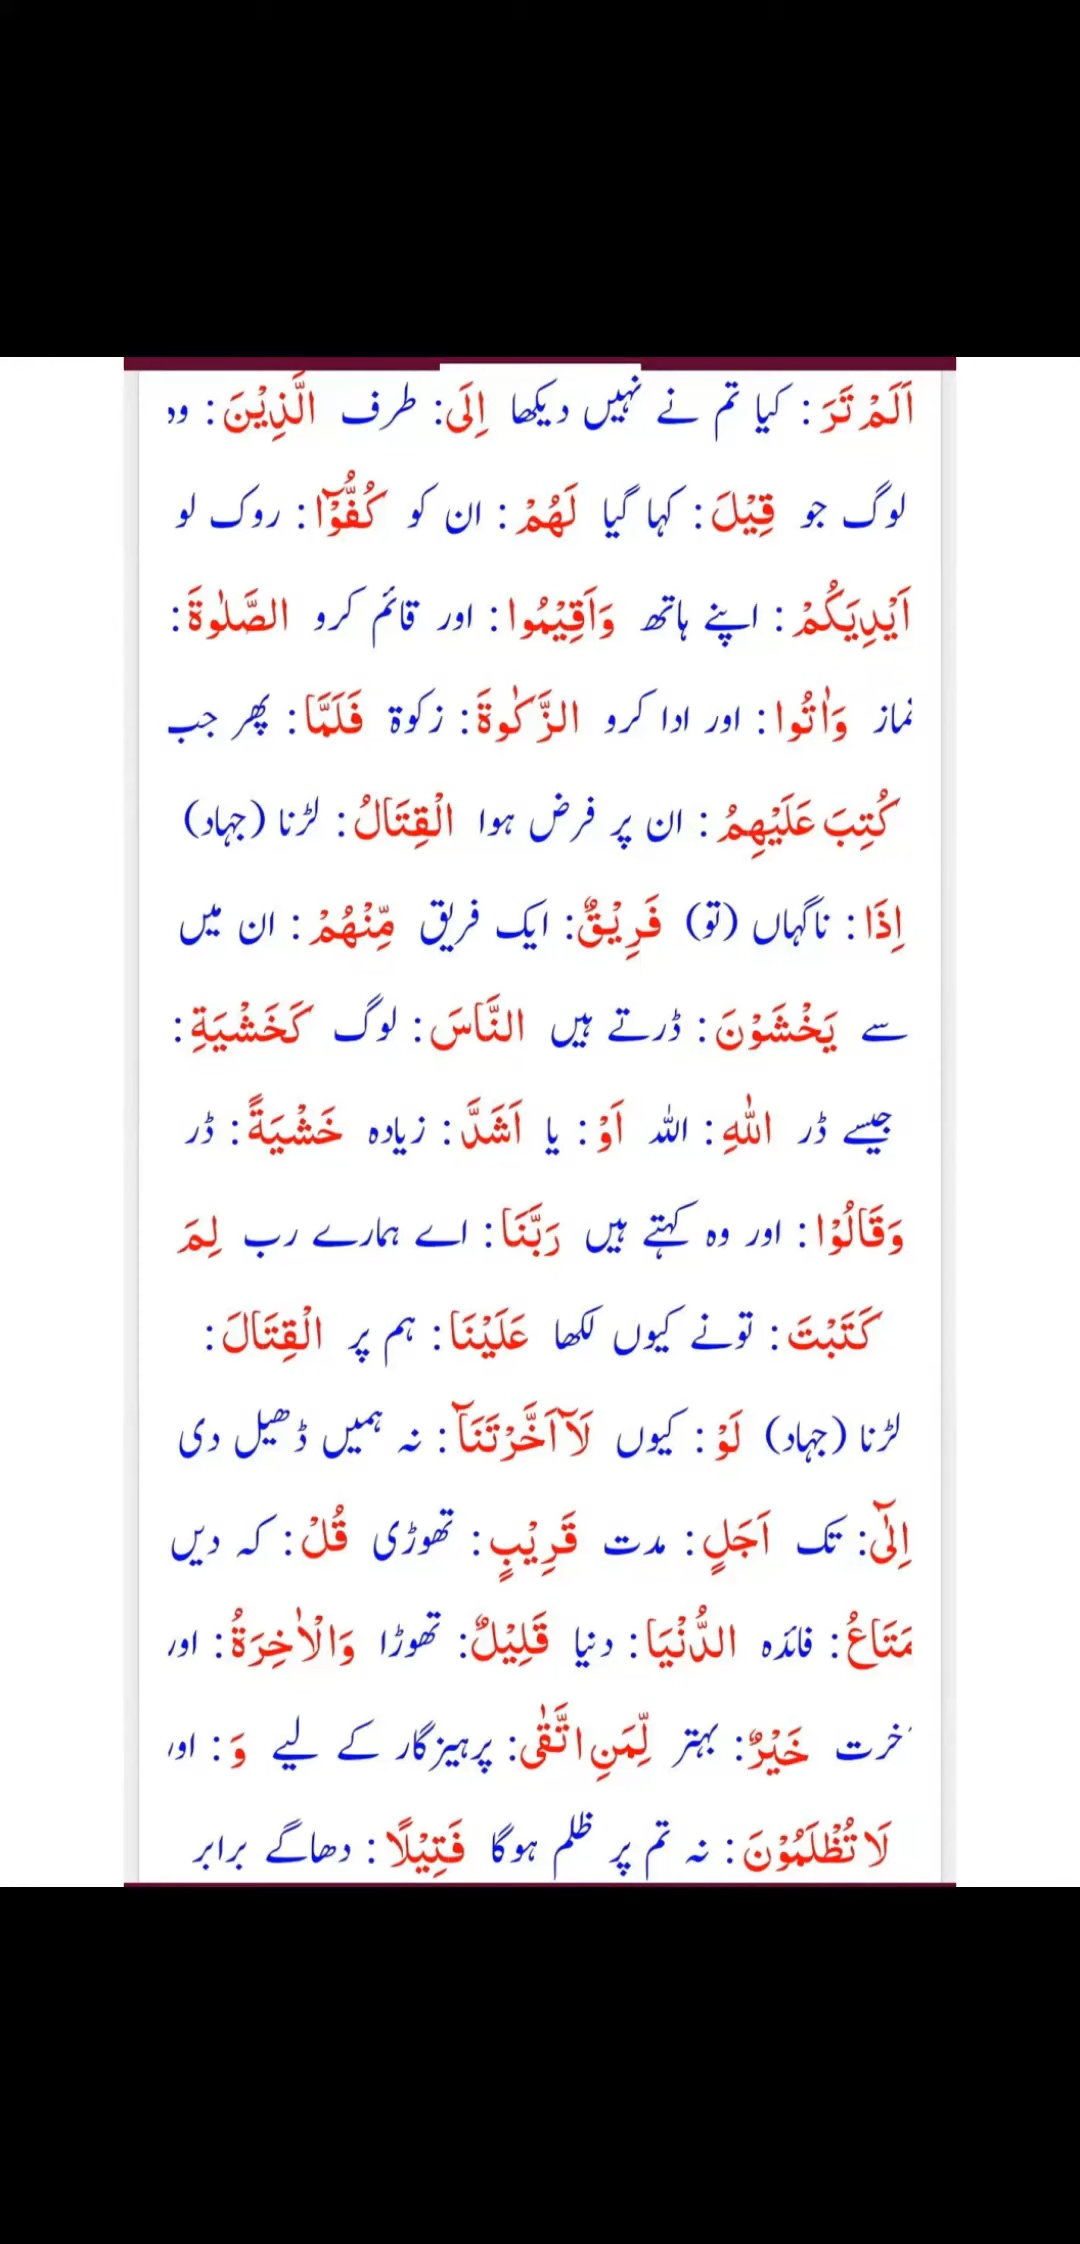 اَلَمْ تَرَ : کیا تم نے نہیں دیکھا اِلَی: طرف الَّذِیْنَ : وہ
لوگ جو قِیْلَ : کہا گیا لَهُمْ : ان کو کُفُّوْۤا : روک لو
اَیْدِیَکُمْ : اپنے ہاتھ وَاَقِیْمُوا : اور قائم کرو الصَّلٰوةَ :
نماز وَاٰتُوا : اور ادا کرو الزَّکٰوةَ : زکوۃ فَلَمَّا : پھر جب
کُتِبَ عَلَیْهِمُ : ان پر فرض ہوا الْقِتَالُ : لڑنا (جہاد)
اِذَا : ناگہاں (تو) فَرِیْقٌ : ایک فریق مِّنْهُمْ : ان میں
سے یَخْشَوْنَ : ڈرتے ہیں النَّاسَ : لوگ کَخَشْیَةِ :
جیسے ڈر اللّٰهِ : اللہ اَوْ : یا اَشَدَّ : زیادہ خَشْیَةً : ڈر
وَقَالُوْا : اور وہ کہتے ہیں رَبَّنَا : اے ہمارے رب لِمَ
کَتَبْتَ : تونے کیوں لکھا عَلَیْنَا : ہم پر الْقِتَالَ :
لڑنا (جہاد) لَوْ : کیوں لَاۤ اَخَّرْتَنَاۤ : نہ ہمیں ڈھیل دی
اِلٰۤی : تک اَجَلٍ : مدت قَرِیْبٍ : تھوڑی قُلْ : کہ دیں
مَتَاعُ : فائدہ الدُّنْیَا : دنیا قَلِیْلٌ : تھوڑا وَالْاٰخِرَةُ : اور
خرت خَیْرٌ : بہتر لِّمَنِ اتَّقٰی : پرہیزگار کے لیے وَ : اور
لَا تُظْلَمُوْنَ : نہ تم پر ظلم ہوگا فَتِیْلًا : دھاگے برابر